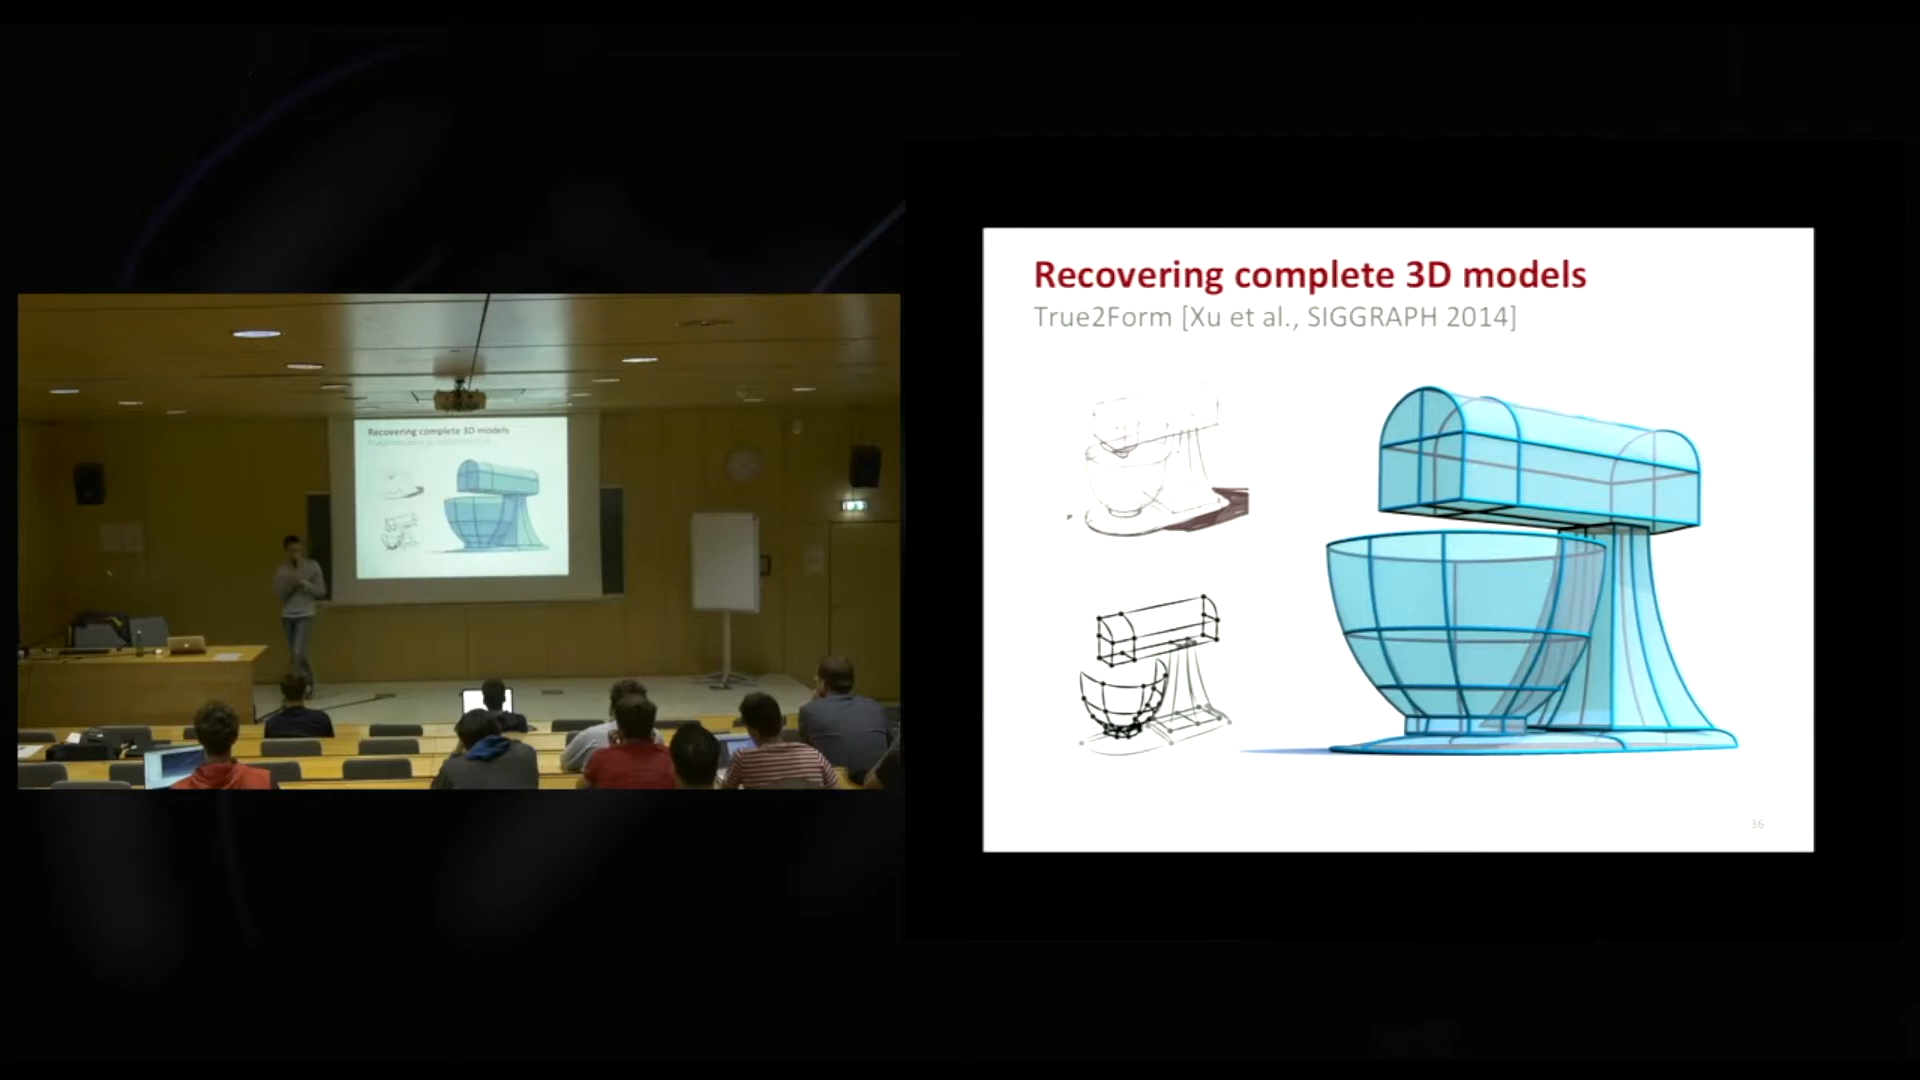 Recovering complete 3D models
True2Form [Xu et al., SIGGRAPH 2014]
36
Recovering complete 3D models